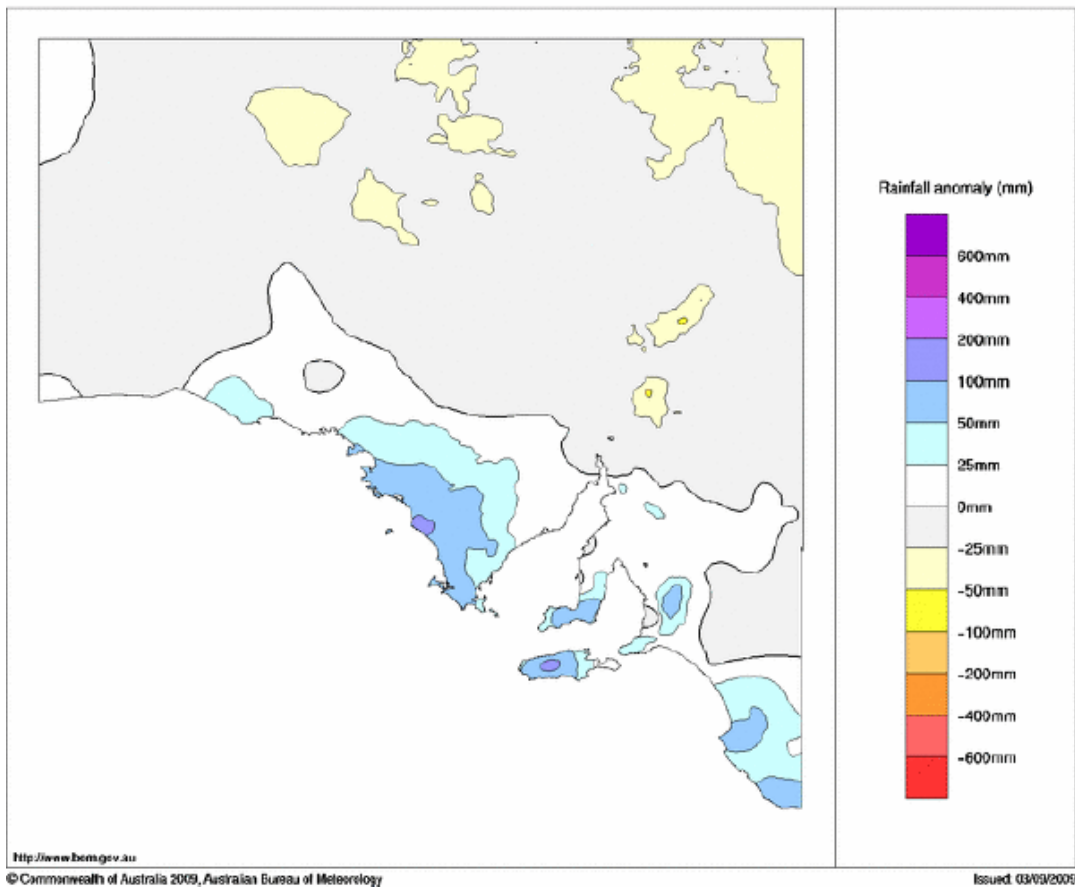 Rainfall anomaly (mm)
600mm
400mm
200mm
100mm
50mm
25mm
0mm
-25mm
-50mm
-100mm
-200mm
-400mm
-600mm
http://www.bom.gov.au
© Commonwealth of Australia 2009, Australian Bureau of Meteorology
Issued: 03/09/2009